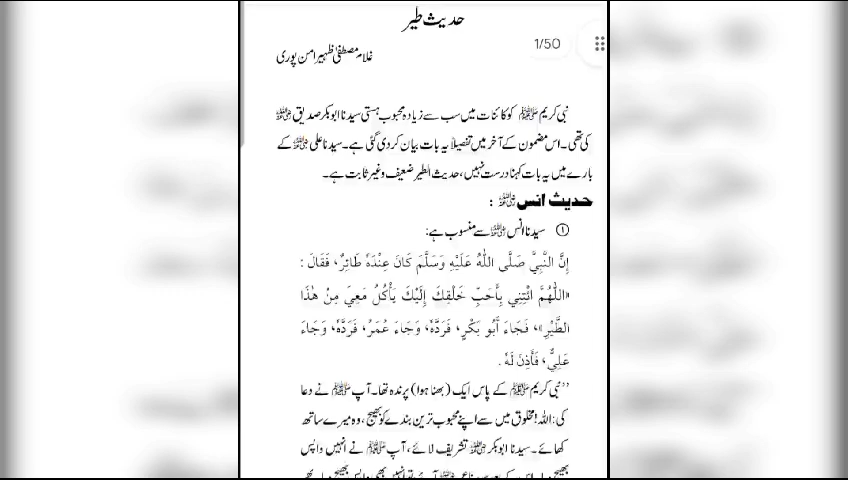 حدیث طیر
غلام مصطفیٰ ظہیر امن پوری
1/50
نبی کریم ﷺ کو کائنات میں سب سے زیادہ محبوب ہستی سیدنا ابوبکر صدیق رضی اللہ عنہ
کی تھی۔ اس مضمون کے آخر میں تفصیلاً یہ بات بیان کر دی گئی ہے۔ سیدنا علی رضی اللہ عنہ کے
بارے میں یہ بات کہنا درست نہیں، حدیث الطیر ضعیف و غیر ثابت ہے۔
حدیث انس رضی اللہ عنہ :
① سیدنا انس رضی اللہ عنہ سے منسوب ہے:
إِنَّ النَّبِيَّ صَلَّى اللّٰهُ عَلَيْهِ وَسَلَّمَ كَانَ عِنْدَهٗ طَائِرٌ، فَقَالَ :
«اللّٰهُمَّ ائْتِنِي بِأَحَبِّ خَلْقِكَ إِلَيْكَ يَأْكُلُ مَعِيَ مِنْ هٰذَا
الطَّيْرِ»، فَجَاءَ أَبُو بَكْرٍ، فَرَدَّهٗ، وَجَاءَ عُمَرُ، فَرَدَّهٗ، وَجَاءَ
عَلِيٌّ، فَأَذِنَ لَهٗ .
’’نبی کریم ﷺ کے پاس ایک (بھنا ہوا) پرندہ تھا۔ آپ ﷺ نے دعا
کی: اللہ! مخلوق میں سے اپنے محبوب ترین بندے کو بھیج، وہ میرے ساتھ
کھائے۔ سیدنا ابوبکر رضی اللہ عنہ تشریف لائے، آپ ﷺ نے انہیں واپس